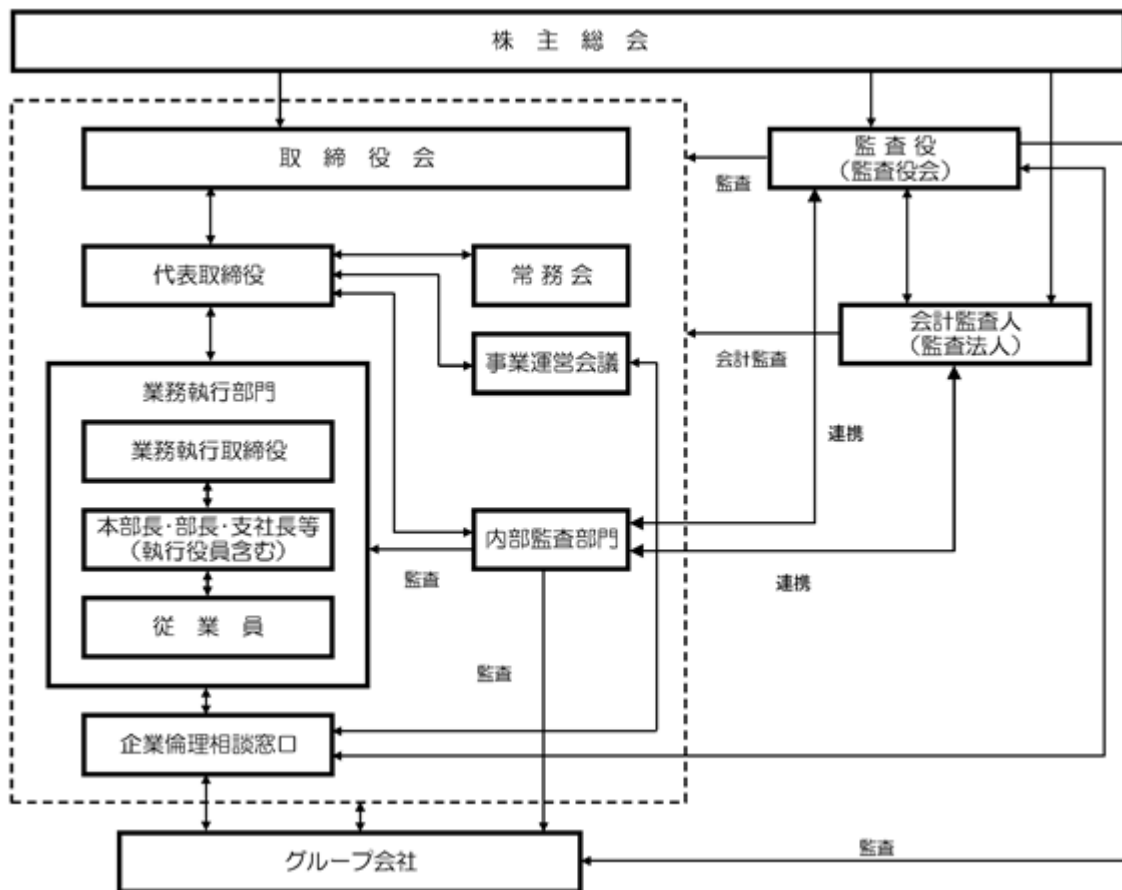 株 主 総 会
取 締 役 会
監 査 役
（監査役会）
監査
代表取締役
常 務 会
会計監査人
（監査法人）
会計監査
事業運営会議
業務執行部門
業務執行取締役
連携
本部長・部長・支社長等
（執行役員含む）
内部監査部門
監査
連携
従 業 員
監査
企業倫理相談窓口
監査
グループ会社